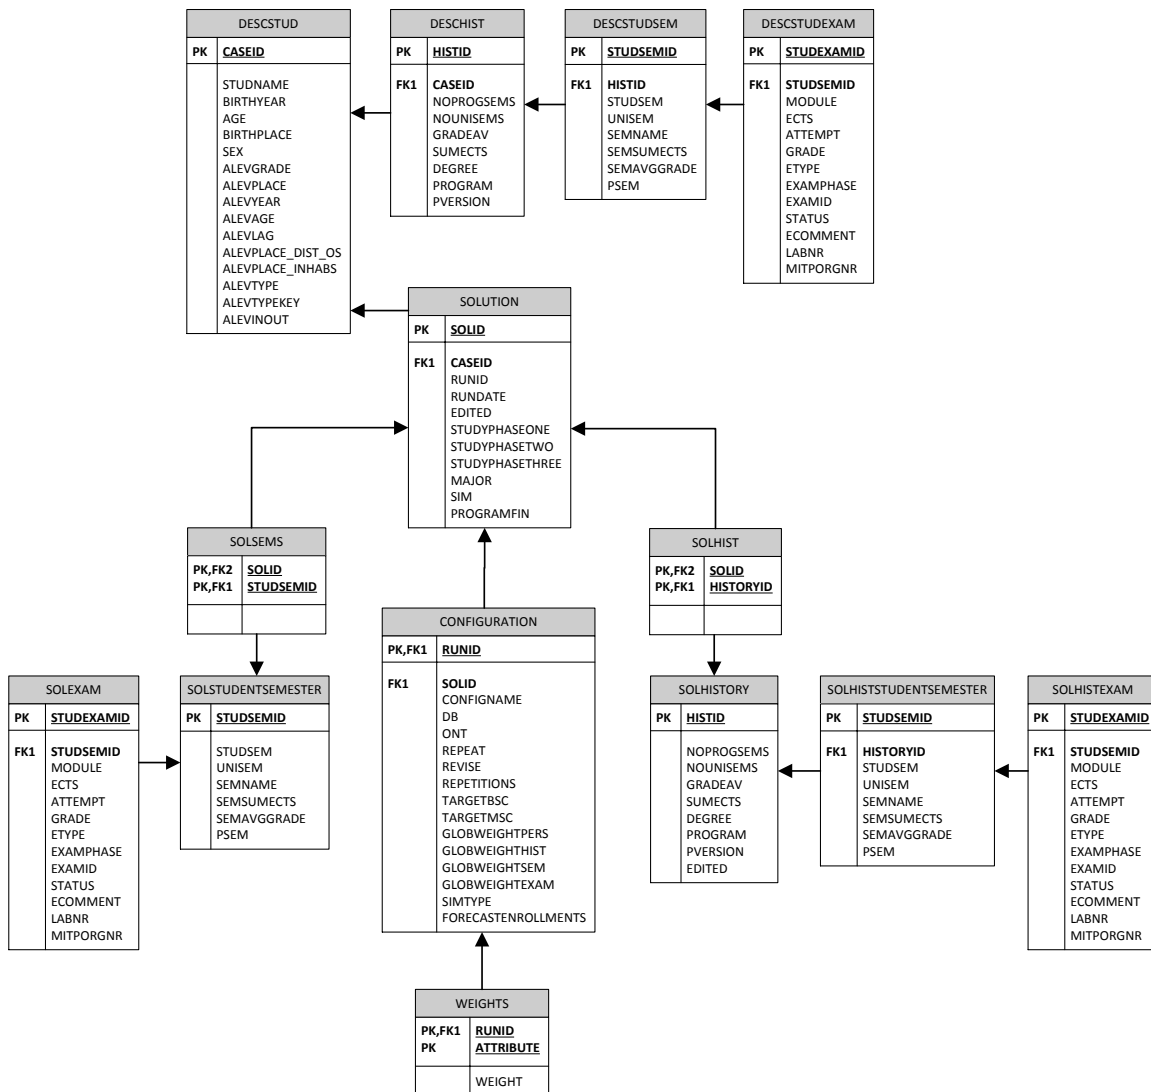 DESCSTUD
PK CASEID
STUDNAME
BIRTHYEAR
AGE
BIRTHPLACE
SEX
ALEVGRADE
ALEVPLACE
ALEVYEAR
ALEVAGE
ALEVLAG
ALEVPLACE_DIST_OS
ALEVPLACE_INHABS
ALEVTYPE
ALEVTYPEKEY
ALEVINOUT
DESCHIST
PK HISTID
FK1 CASEID
NOPROGSEMS
NOUNISEMS
GRADEAV
SUMECTS
DEGREE
PROGRAM
PVERSION
DESCSTUDSEM
PK STUDSEMID
FK1 HISTID
STUDSEM
UNISEM
SEMNAME
SEMSUMECTS
SEMAVGGRADE
PSEM
DESCSTUDEXAM
PK STUDEXAMID
FK1 STUDSEMID
MODULE
ECTS
ATTEMPT
GRADE
ETYPE
EXAMPHASE
EXAMID
STATUS
ECOMMENT
LABNR
MITPORGNR
SOLUTION
PK SOLID
FK1 CASEID
RUNID
RUNDATE
EDITED
STUDYPHASEONE
STUDYPHASETWO
STUDYPHASETHREE
MAJOR
SIM
PROGRAMFIN
SOLSEMS
PK,FK2 SOLID
PK,FK1 STUDSEMID
SOLHIST
PK,FK2 SOLID
PK,FK1 HISTORYID
CONFIGURATION
PK,FK1 RUNID
FK1 SOLID
CONFIGNAME
DB
ONT
REPEAT
REVISE
REPETITIONS
TARGETBSC
TARGETMSC
GLOBWEIGHTPERS
GLOBWEIGHTHIST
GLOBWEIGHTSEM
GLOBWEIGHTEXAM
SIMTYPE
FORECASTENROLLMENTS
SOLEXAM
PK STUDEXAMID
FK1 STUDSEMID
MODULE
ECTS
ATTEMPT
GRADE
ETYPE
EXAMPHASE
EXAMID
STATUS
ECOMMENT
LABNR
MITPORGNR
SOLSTUDENTSEMESTER
PK STUDSEMID
STUDSEM
UNISEM
SEMNAME
SEMSUMECTS
SEMAVGGRADE
PSEM
SOLHISTORY
PK HISTID
NOPROGSEMS
NOUNISEMS
GRADEAV
SUMECTS
DEGREE
PROGRAM
PVERSION
EDITED
SOLHISTSTUDENTSEMESTER
PK STUDSEMID
FK1 HISTORYID
STUDSEM
UNISEM
SEMNAME
SEMSUMECTS
SEMAVGGRADE
PSEM
SOLHISTEXAM
PK STUDEXAMID
FK1 STUDSEMID
MODULE
ECTS
ATTEMPT
GRADE
ETYPE
EXAMPHASE
EXAMID
STATUS
ECOMMENT
LABNR
MITPORGNR
WEIGHTS
PK,FK1 RUNID
PK ATTRIBUTE
WEIGHT